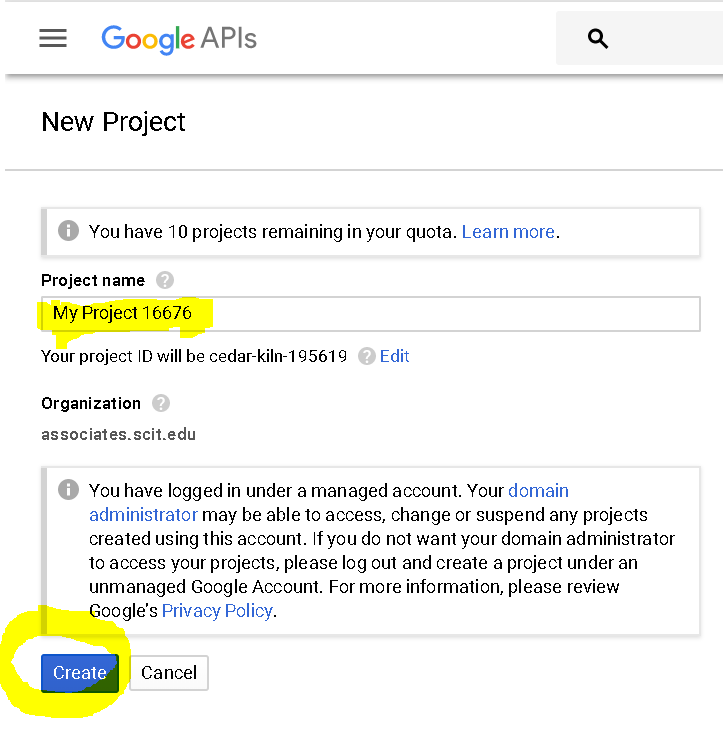 Google APIs
New Project
You have 10 projects remaining in your quota. Learn more.
Project name
My Project 16676
Your project ID will be cedar-kiln-195619 Edit
Organization
associates.scit.edu
You have logged in under a managed account. Your domain
administrator may be able to access, change or suspend any projects
created using this account. If you do not want your domain administrator
to access your projects, please log out and create a project under an
unmanaged Google Account. For more information, please review
Google's Privacy Policy.
Create Cancel